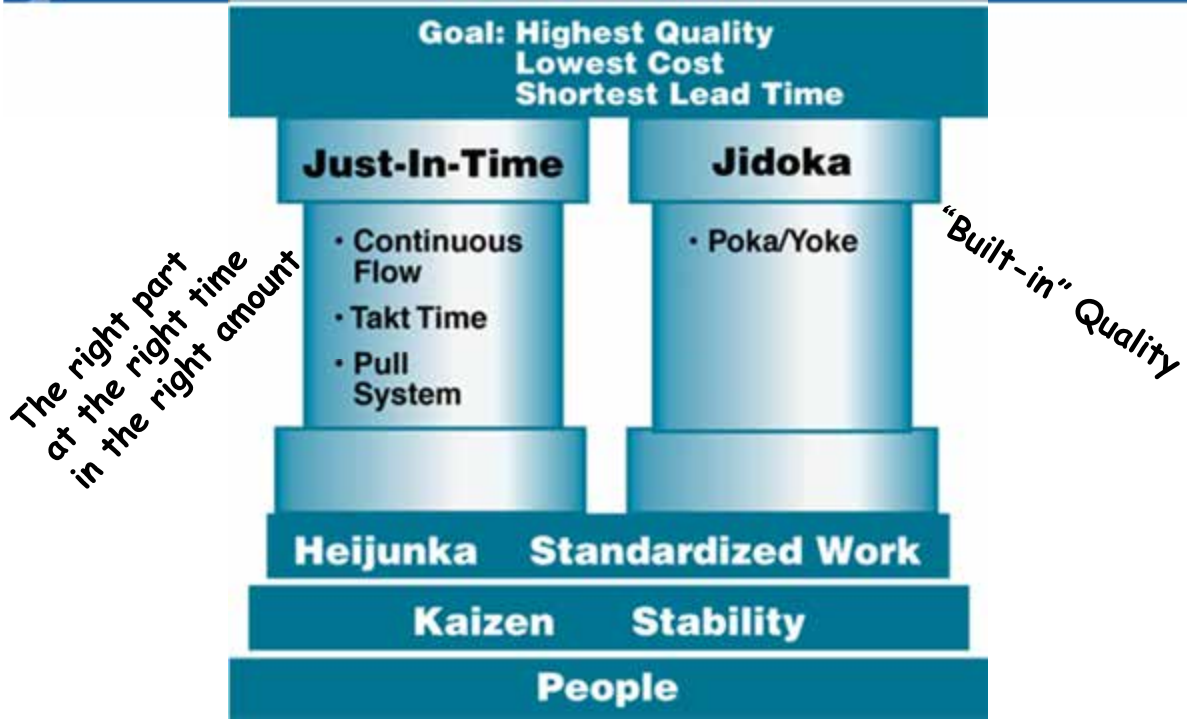 Goal: Highest Quality
Lowest Cost
Shortest Lead Time
Just-In-Time
• Continuous
Flow
• Takt Time
• Pull
System
Jidoka
• Poka/Yoke
The right part
at the right time
in the right amount
“Built-in” Quality
Heijunka Standardized Work
Kaizen Stability
People